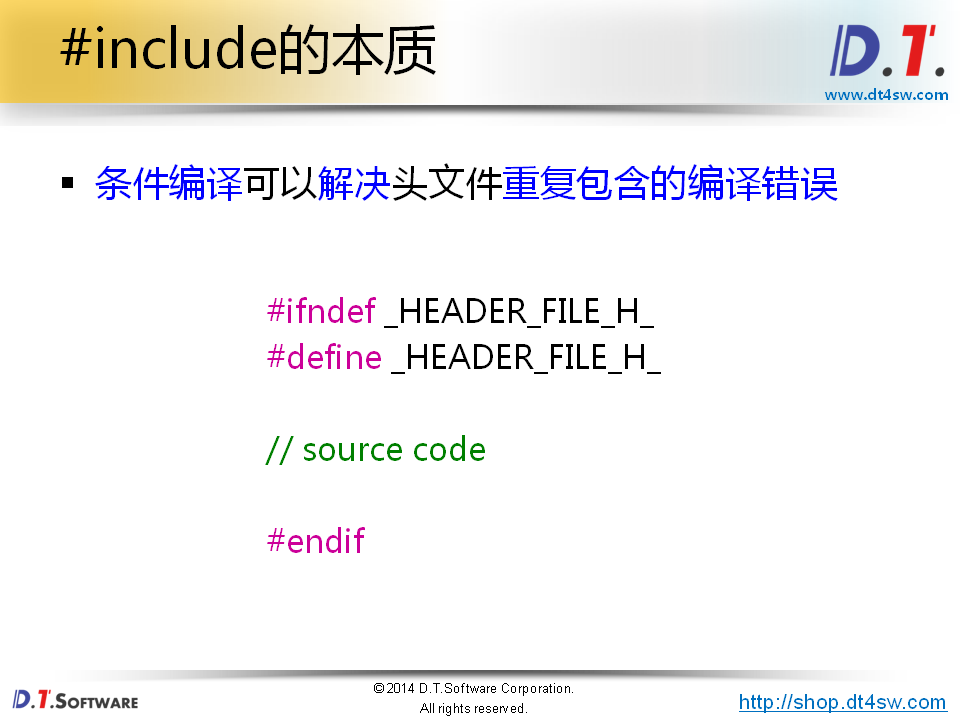 #include的本质
D.T.
www.dt4sw.com
▪ 条件编译可以解决头文件重复包含的编译错误
#ifndef _HEADER_FILE_H_
#define _HEADER_FILE_H_
// source code
#endif
D.T.SOFTWARE
©2014 D.T.Software Corporation.
All rights reserved.
http://shop.dt4sw.com